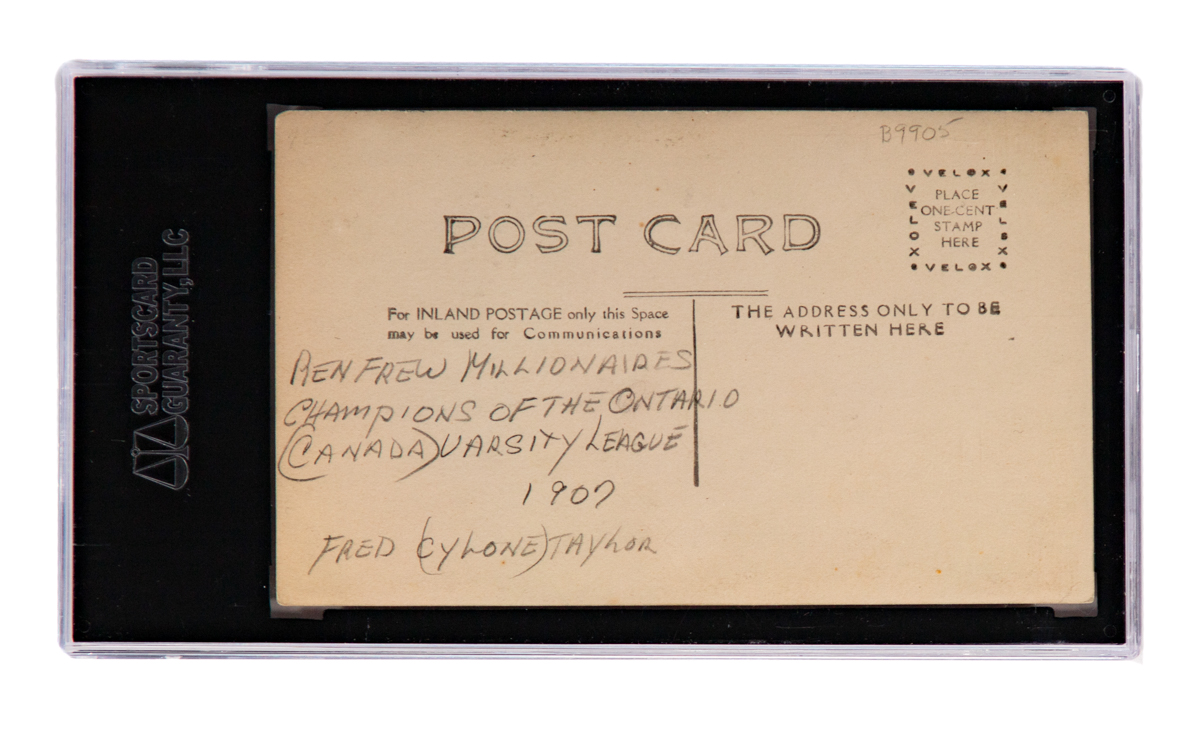 SPORTSCARD
GUARANTY, LLC
B9905
POST CARD
VELOX
VELOX
PLACE
ONE-CENT
STAMP
HERE
VELOX
VELOX
For INLAND POSTAGE only this Space
may be used for Communications
THE ADDRESS ONLY TO BE
WRITTEN HERE
RENFREW MILLIONAIRES
CHAMPIONS OF THE ONTARIO
(CANADA) VARSITY LEAGUE
1907
FRED (CYLONE) TAYLOR